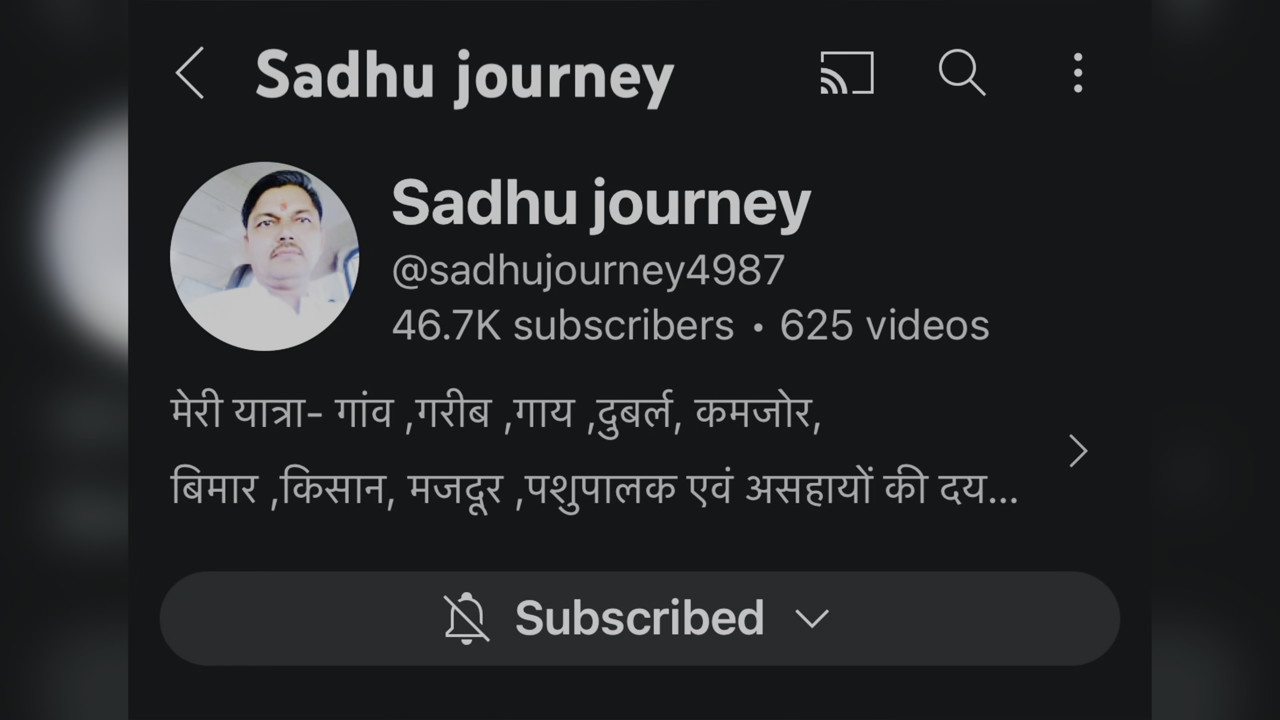 Sadhu journey
Sadhu journey
@sadhujourney4987
46.7K subscribers • 625 videos
मेरी यात्रा- गांव ,गरीब ,गाय ,दुबर्ल, कमजोर,
बिमार ,किसान, मजदूर ,पशुपालक एवं असहायों की दय...
Subscribed